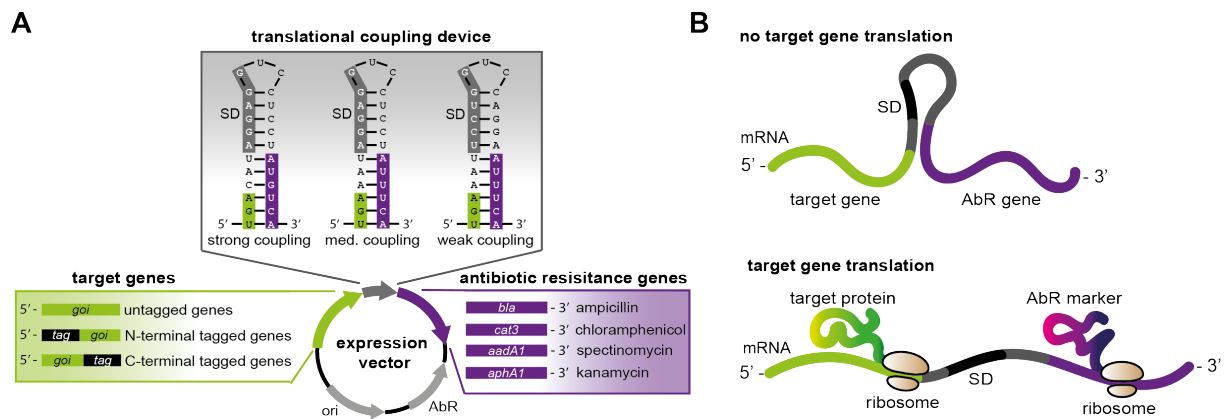 A
translational coupling device
U U U
G C G C G C
G C G C G C
A U A U U A
SD G C SD G C SD C G
G C G C C G
A U A U U A
U A U A U A
A U A U A U
C G A U A U
A U A U A U
G C G C G C
5′ U A 3′ 5′ U A 3′ 5′ U A 3′
strong coupling med. coupling weak coupling
target genes
5′ - goi untagged genes
5′ - tag goi N-terminal tagged genes
5′ - goi tag C-terminal tagged genes
expression
vector
ori
AbR
antibiotic resisitance genes
bla - 3′ ampicillin
cat3 - 3′ chloramphenicol
aadA1 - 3′ spectinomycin
aphA1 - 3′ kanamycin
B
no target gene translation
SD
mRNA
5′ -
- 3′
target gene
AbR gene
target gene translation
target protein
AbR marker
mRNA
5′ -
- 3′
SD
ribosome
ribosome